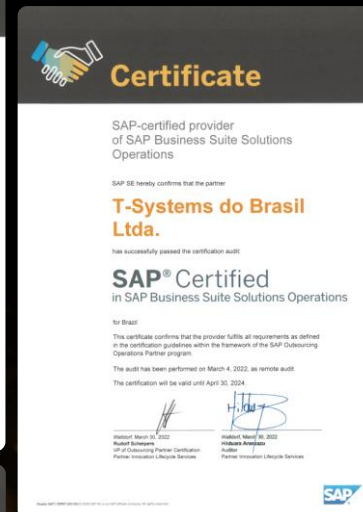 Certificate
SAP-certified provider
of SAP Business Suite Solutions
Operations
SAP SE hereby confirms that the partner
T-Systems do Brasil
Ltda.
has successfully passed the certification audit
SAP® Certified
in SAP Business Suite Solutions Operations
for Brazil
This certificate confirms that the provider fulfills all requirements as defined
in the certification guidelines within the framework of the SAP Outsourcing
Operations Partner program.
The audit has been performed on March 4, 2022, as remote audit.
The certification will be valid until April 30, 2024.
Walldorf, March 30, 2022
Rudolf Scheipers
VP of Outsourcing Partner Certification
Partner Innovation Lifecycle Services
Walldorf, March 30, 2022
Hilduara Aranzazu
Auditor
Partner Innovation Lifecycle Services
SAP